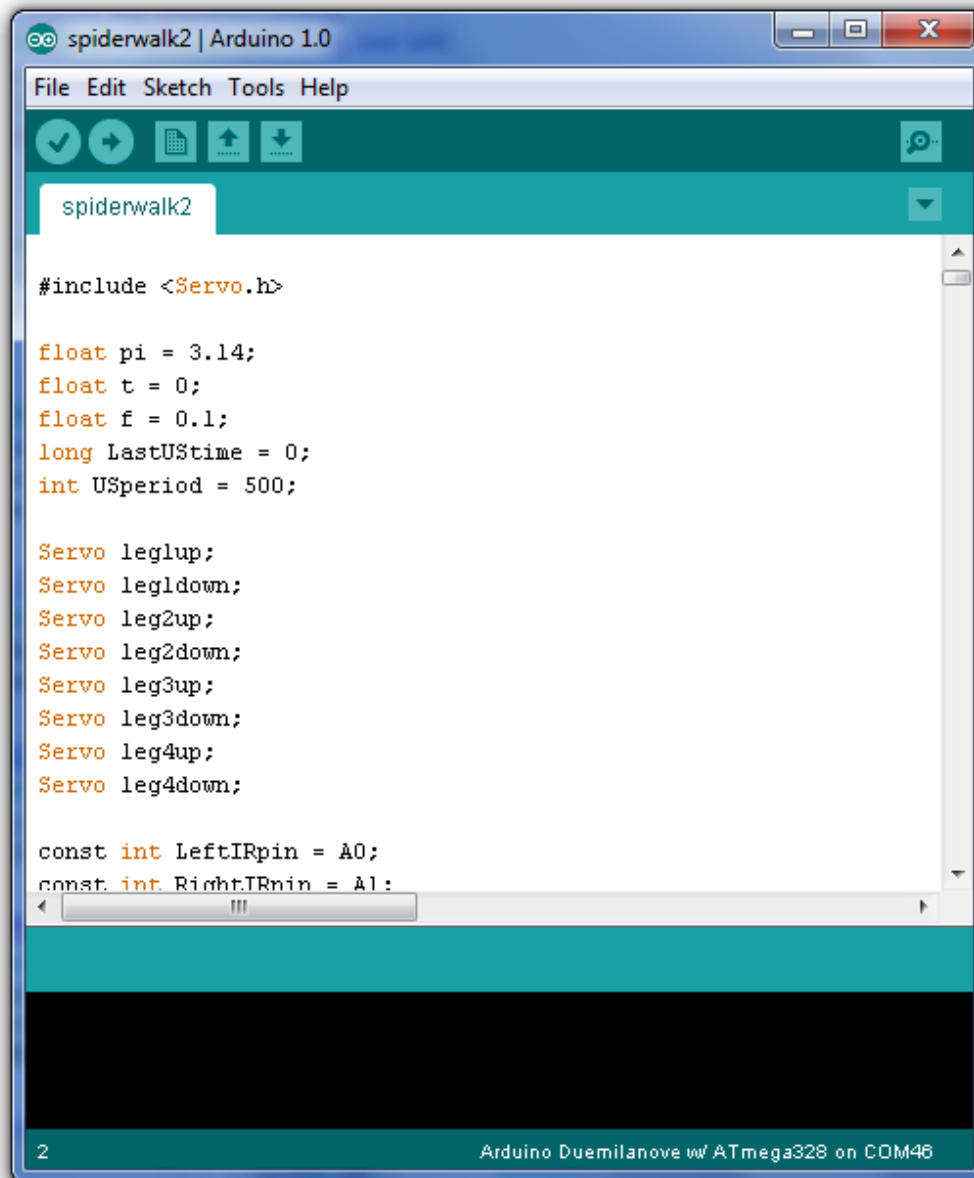 spiderwalk2 | Arduino 1.0
File Edit Sketch Tools Help
spiderwalk2
#include <Servo.h>
float pi = 3.14;
float t = 0;
float f = 0.1;
long LastUStime = 0;
int USperiod = 500;
Servo leg1up;
Servo leg1down;
Servo leg2up;
Servo leg2down;
Servo leg3up;
Servo leg3down;
Servo leg4up;
Servo leg4down;
const int LeftIRpin = A0;
const int RightIRpin = A1;
2
Arduino Duemilanove w/ ATmega328 on COM46